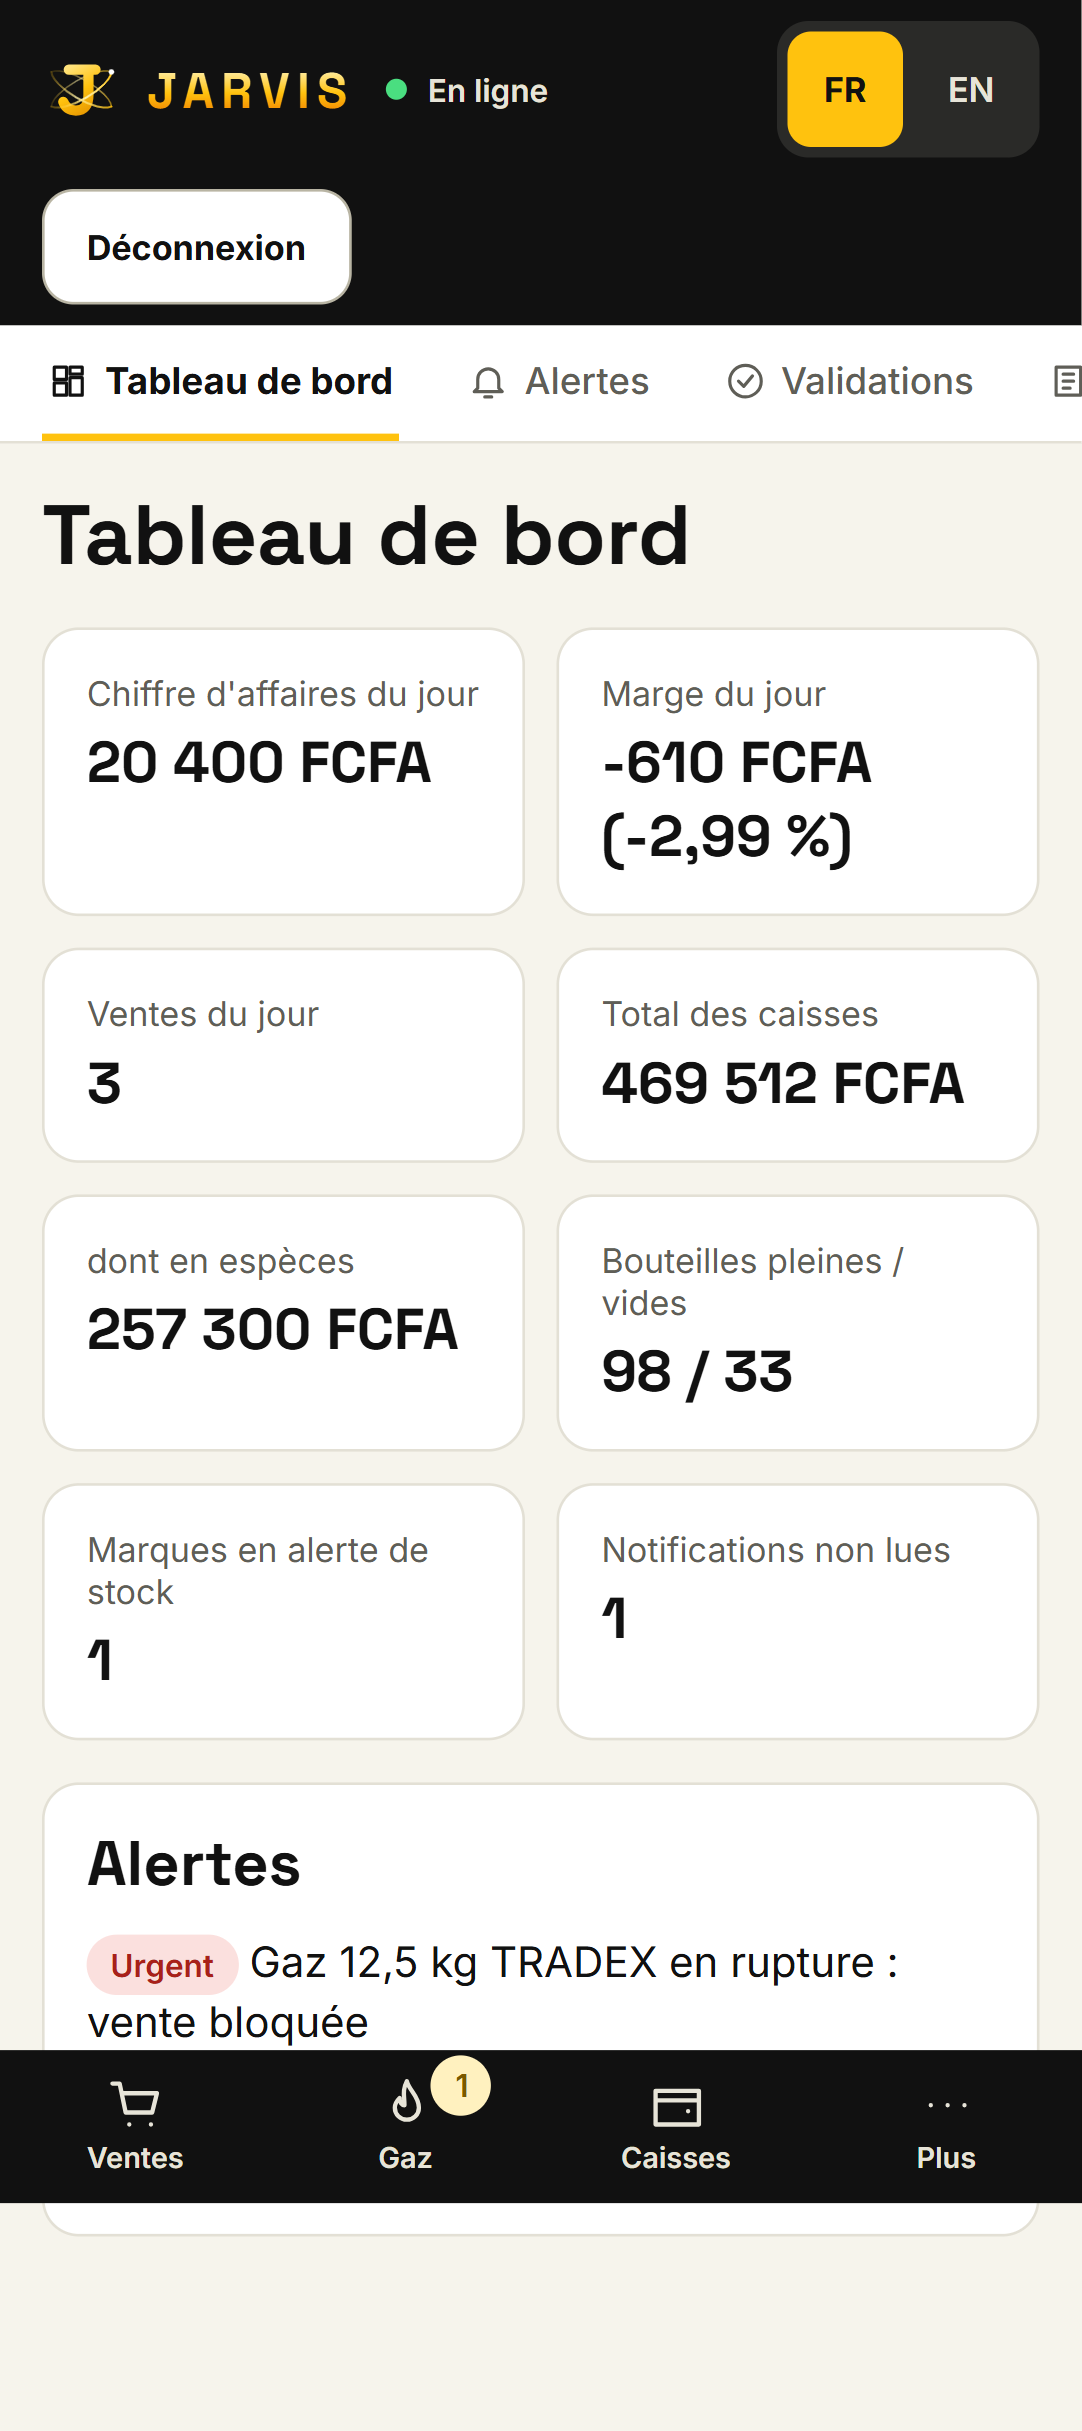 JARVIS
En ligne
FR
EN
Déconnexion
Tableau de bord
Alertes
Validations
Tableau de bord
Chiffre d'affaires du jour
20 400 FCFA
Marge du jour
-610 FCFA
(-2,99 %)
Ventes du jour
3
Total des caisses
469 512 FCFA
dont en espèces
257 300 FCFA
Bouteilles pleines /
vides
98 / 33
Marques en alerte de
stock
1
Notifications non lues
1
Alertes
Urgent Gaz 12,5 kg TRADEX en rupture :
vente bloquée
1
Ventes
Gaz
Caisses
Plus